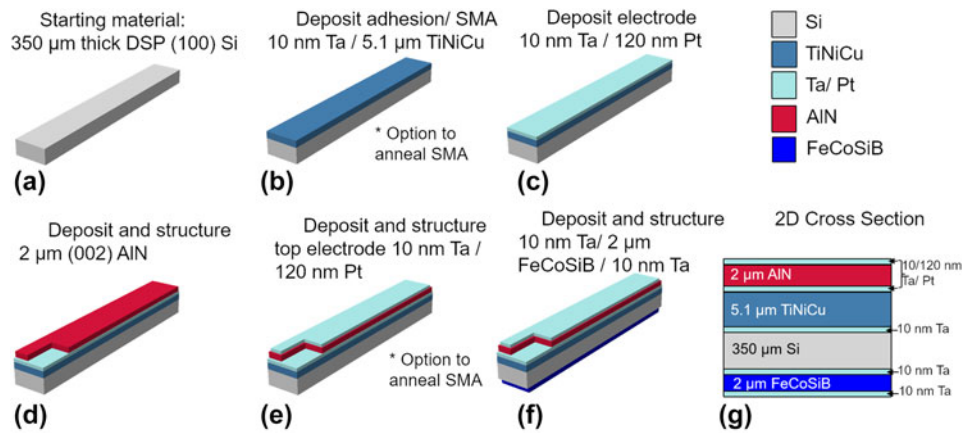 Starting material:
350 µm thick DSP (100) Si
(a)
Deposit adhesion/ SMA
10 nm Ta / 5.1 µm TiNiCu
* Option to
anneal SMA
(b)
Deposit electrode
10 nm Ta / 120 nm Pt
(c)
Si
TiNiCu
Ta/ Pt
AlN
FeCoSiB
Deposit and structure
2 µm (002) AlN
(d)
Deposit and structure
top electrode 10 nm Ta /
120 nm Pt
* Option to
anneal SMA
(e)
Deposit and structure
10 nm Ta/ 2 µm
FeCoSiB / 10 nm Ta
(f)
2D Cross Section
10/120 nm
Ta/ Pt
2 µm AlN
5.1 µm TiNiCu
10 nm Ta
350 µm Si
10 nm Ta
2 µm FeCoSiB
10 nm Ta
(g)